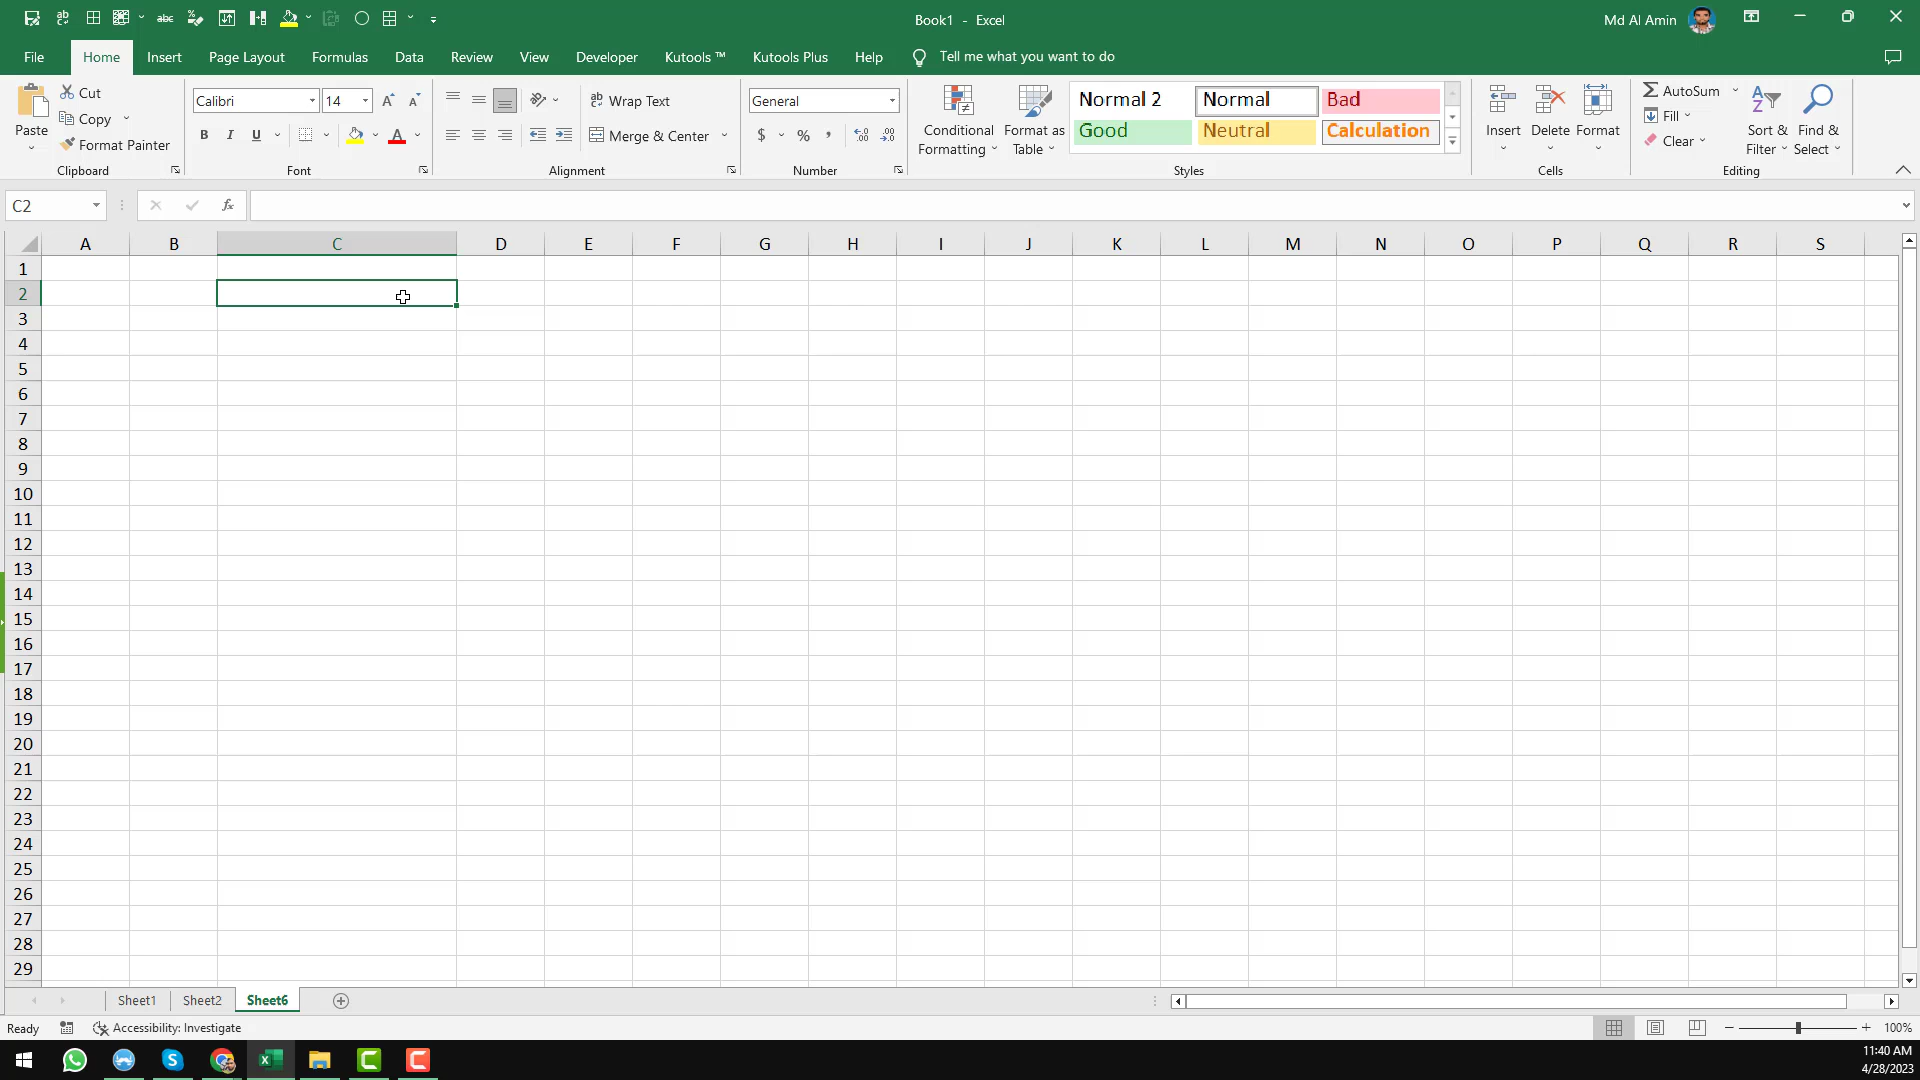 Book1 - Excel
Md Al Amin
File Home Insert Page Layout Formulas Data Review View Developer Kutools ™ Kutools Plus Help Tell me what you want to do
Paste
Cut
Copy
Format Painter
Clipboard
Calibri 14
B I U
Font
Wrap Text
Merge & Center
Alignment
General
$ % ,
Number
Conditional
Formatting
Format as
Table
Normal 2 Normal Bad
Good Neutral Calculation
Styles
Insert Delete Format
Cells
AutoSum
Fill
Clear
Sort &
Filter
Find &
Select
Editing
C2
fx
A B C D E F G H I J K L M N O P Q R S
1
2
3
4
5
6
7
8
9
10
11
12
13
14
15
16
17
18
19
20
21
22
23
24
25
26
27
28
29
Sheet1 Sheet2 Sheet6
Ready Accessibility: Investigate 100%
11:40 AM
4/28/2023